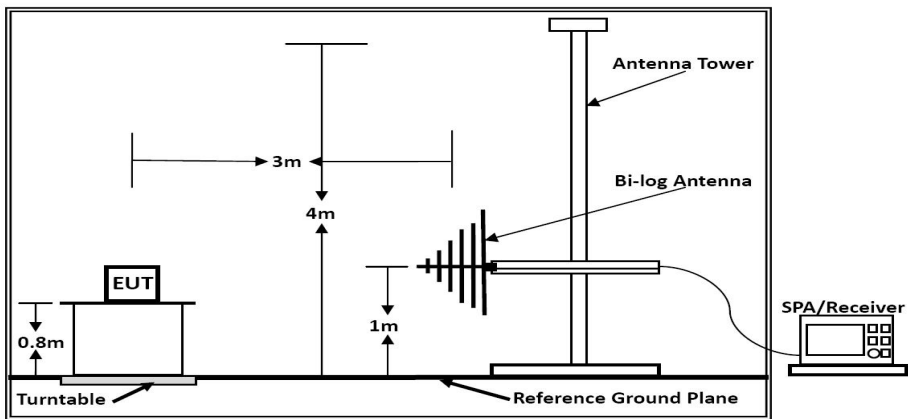 Antenna Tower
3m
Bi-log Antenna
4m
EUT
SPA/Receiver
0.8m
1m
Turntable
Reference Ground Plane